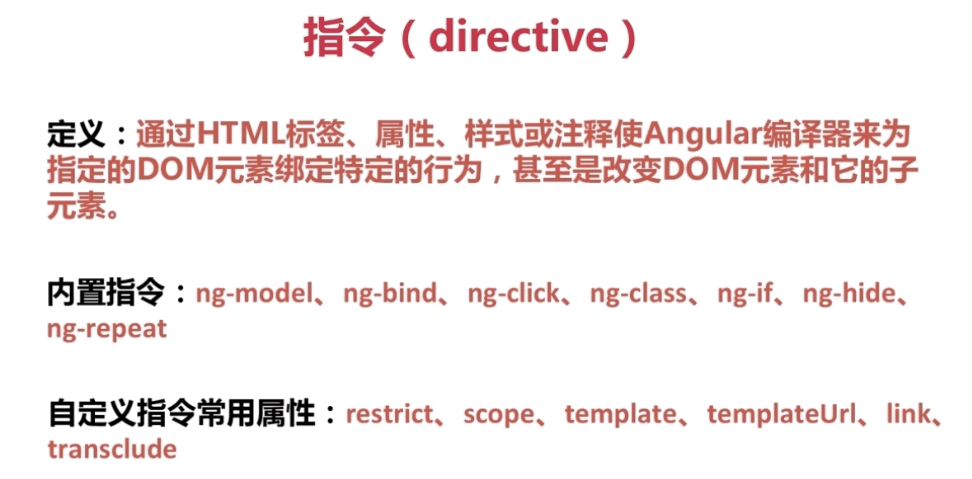 指令（directive）
定义：通过HTML标签、属性、样式或注释使Angular编译器来为
指定的DOM元素绑定特定的行为，甚至是改变DOM元素和它的子
元素。
内置指令：ng-model、ng-bind、ng-click、ng-class、ng-if、ng-hide、
ng-repeat
自定义指令常用属性：restrict、scope、template、templateUrl、link、
transclude